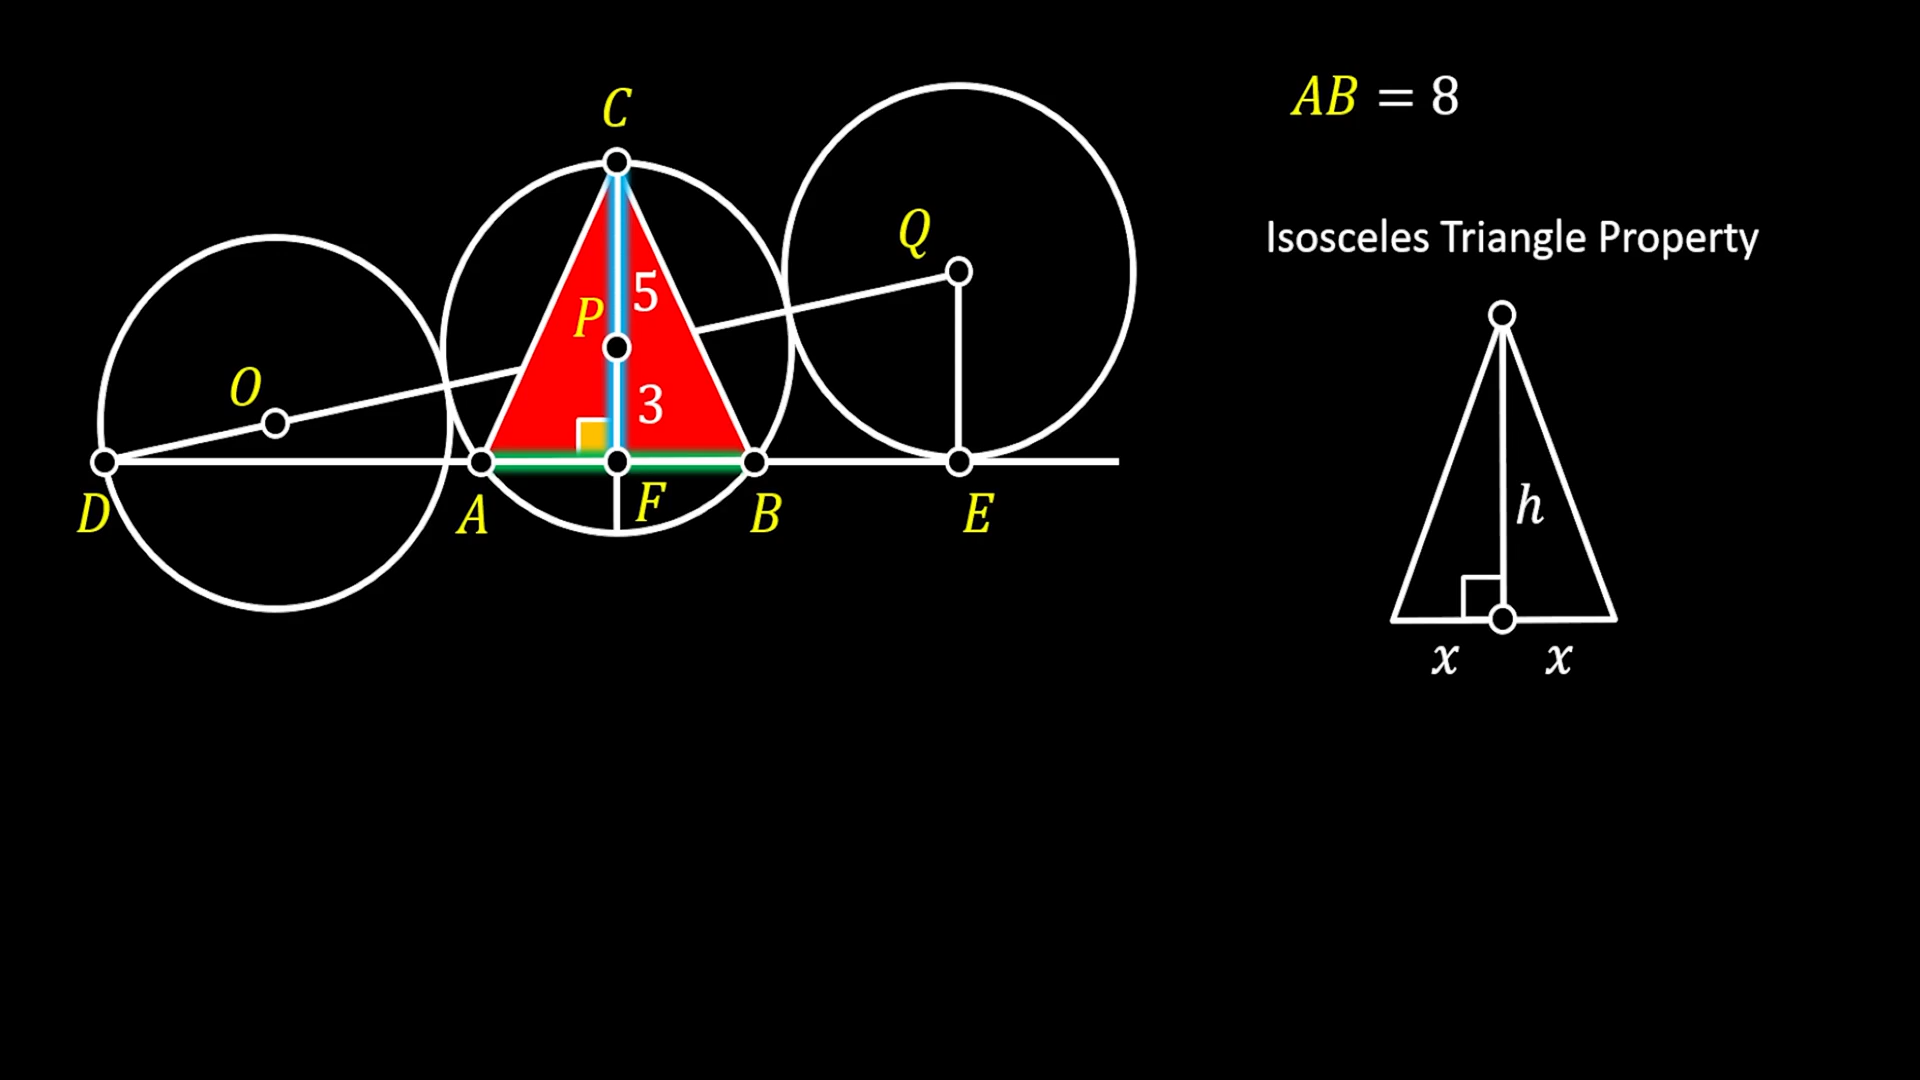 AB = 8
C
Q
Isosceles Triangle Property
5
P
O
3
h
D
A
F
B
E
x
x